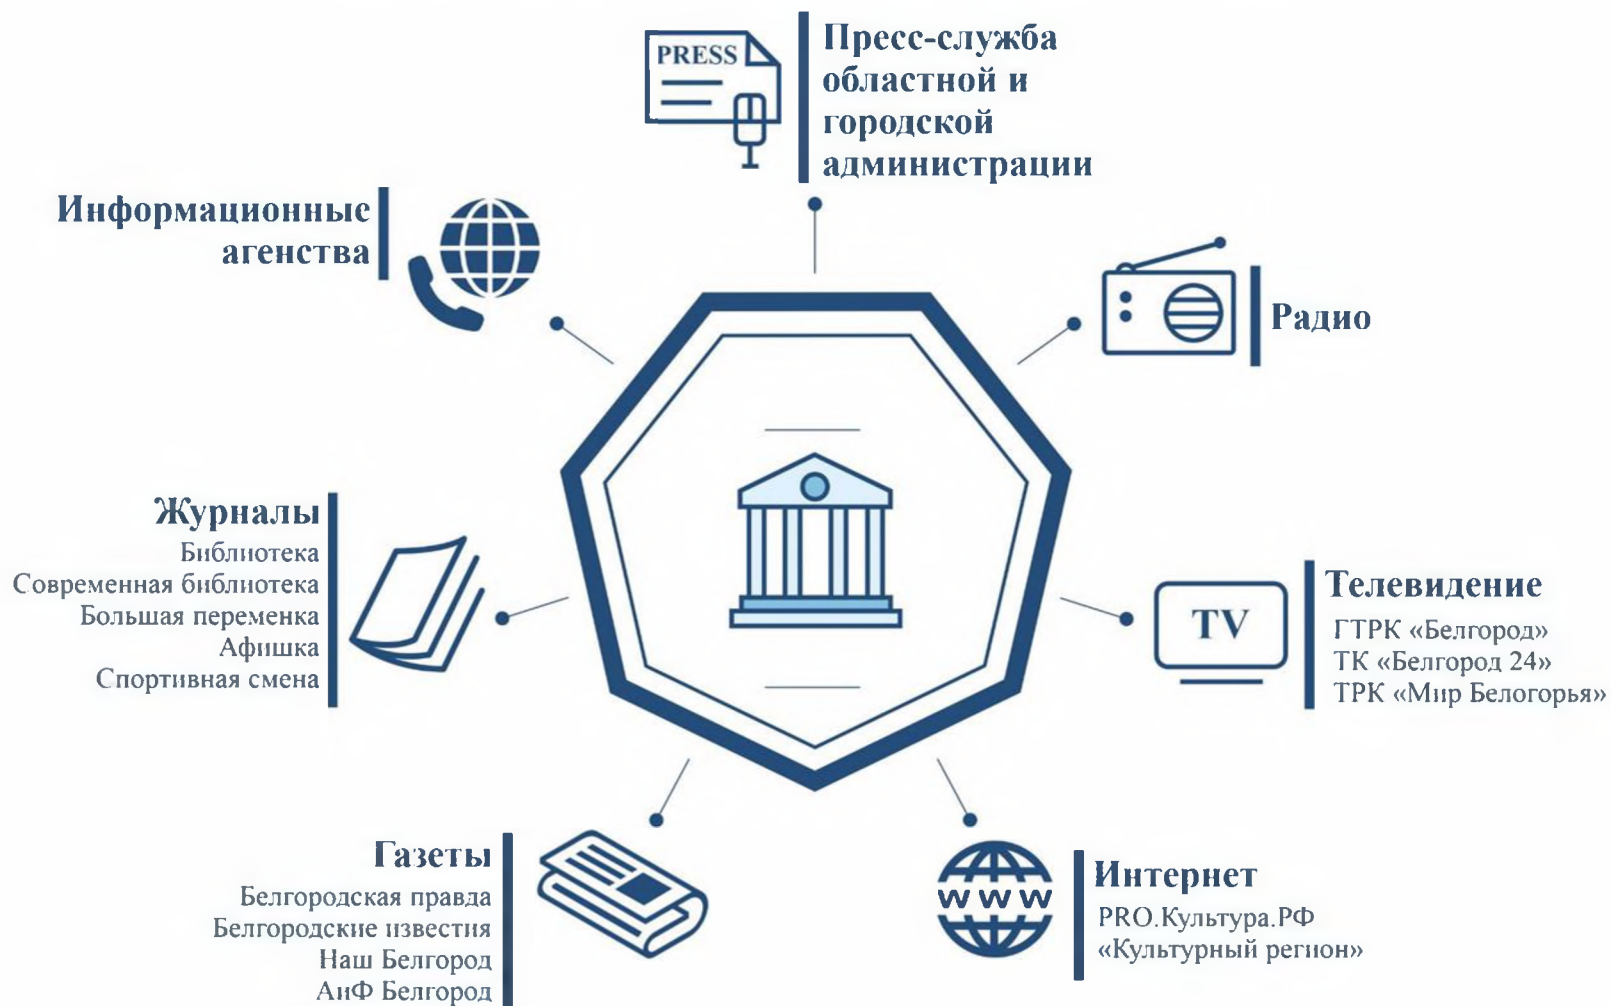 PRESS
Пресс-служба
областной и
городской
администрации
Информационные
агенства
Радио
Журналы
Библиотека
Современная библиотека
Большая переменка
Афишка
Спортивная смена
TV
Телевидение
ГТРК «Белгород»
ТК «Белгород 24»
ТРК «Мир Белогорья»
Газеты
Белгородская правда
Белгородские известия
Наш Белгород
АиФ Белгород
WWW
Интернет
PRO.Культура.РФ
«Культурный регион»